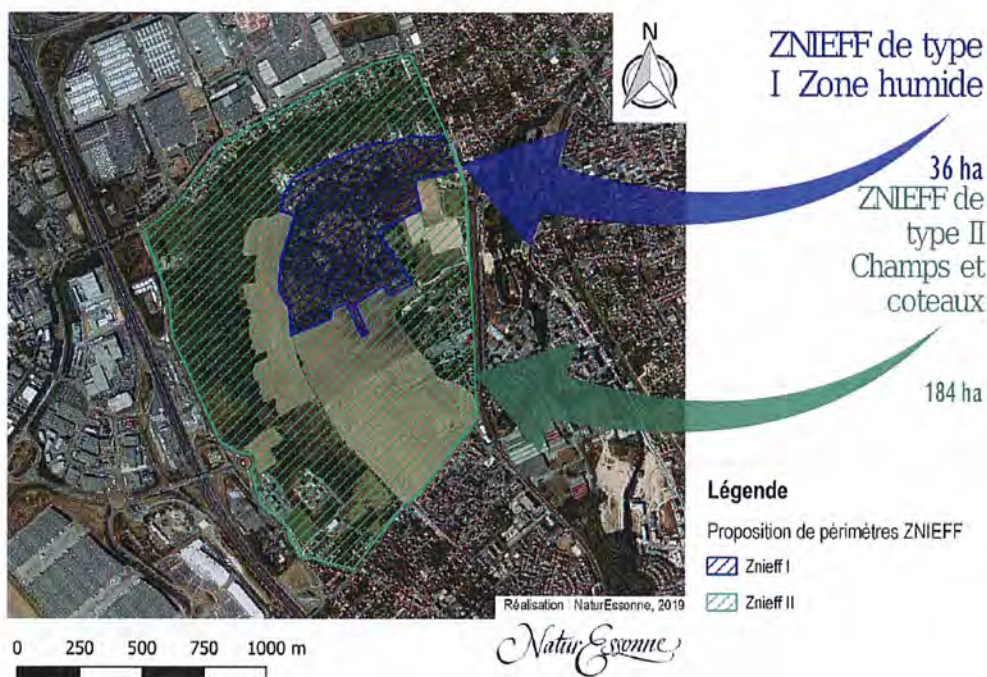 N
ZNIEFF de type
I Zone humide
36 ha
ZNIEFF de
type II
Champs et
coteaux
184 ha
Légende
Proposition de périmètres ZNIEFF
Znieff I
Znieff II
Réalisation : NaturEssonne, 2019
NaturEssonne
0 250 500 750 1000 m